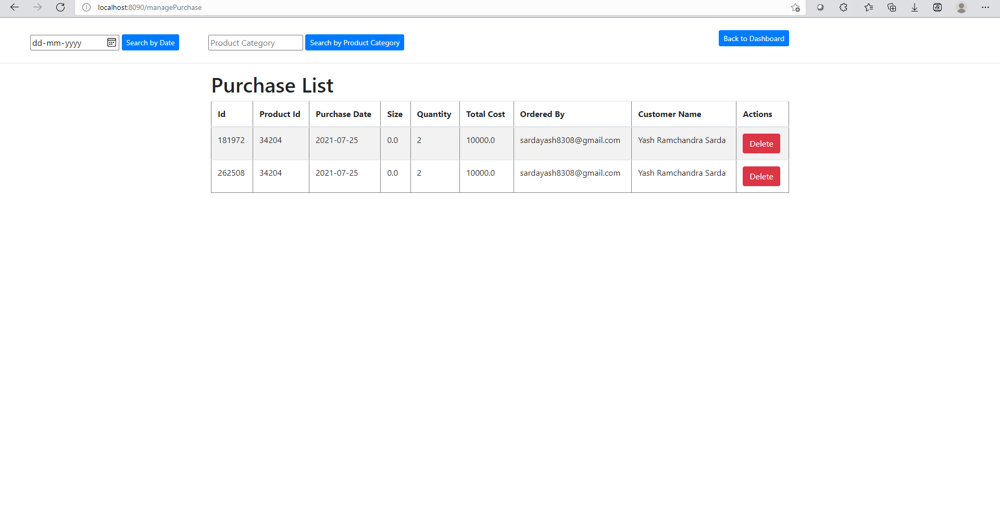 localhost:8090/managePurchase
dd-mm-yyyy Search by Date Product Category Search by Product Category Back to Dashboard
Purchase List
Id Product Id Purchase Date Size Quantity Total Cost Ordered By Customer Name Actions
181972 34204 2021-07-25 0.0 2 10000.0 sardayash8308@gmail.com Yash Ramchandra Sarda Delete
262508 34204 2021-07-25 0.0 2 10000.0 sardayash8308@gmail.com Yash Ramchandra Sarda Delete